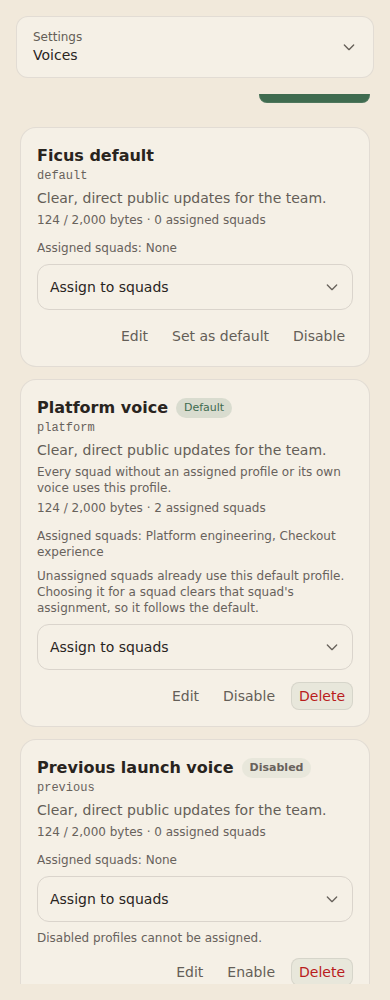 Settings
Voices
Ficus default
default
Clear, direct public updates for the team.
124 / 2,000 bytes · 0 assigned squads
Assigned squads: None
Assign to squads
Edit Set as default Disable
Platform voice Default
platform
Clear, direct public updates for the team.
Every squad without an assigned profile or its own
voice uses this profile.
124 / 2,000 bytes · 2 assigned squads
Assigned squads: Platform engineering, Checkout
experience
Unassigned squads already use this default profile.
Choosing it for a squad clears that squad's
assignment, so it follows the default.
Assign to squads
Edit Disable Delete
Previous launch voice Disabled
previous
Clear, direct public updates for the team.
124 / 2,000 bytes · 0 assigned squads
Assigned squads: None
Assign to squads
Disabled profiles cannot be assigned.
Edit Enable Delete